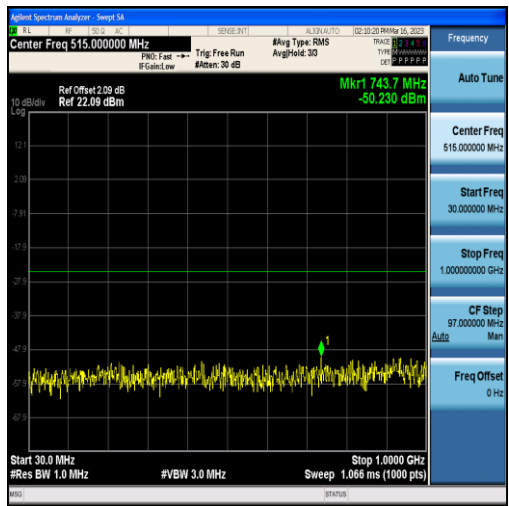 Agilent Spectrum Analyzer - Swept SA
RL RF 50 Ω AC SENSE:INT ALIGN AUTO 02:10:20 PM Mar 16, 2023
Center Freq 515.000000 MHz
PNO: Fast
IFGain:Low
Trig: Free Run
#Atten: 30 dB
#Avg Type: RMS
Avg|Hold: 3/3
TRACE 1 2 3 4 5 6
TYPE
DET P P P P P P
Mkr1 743.7 MHz
-50.230 dBm
Ref Offset 2.09 dB
Ref 22.09 dBm
10 dB/div
Log
12.1
2.09
-7.91
-17.9
-27.9
-37.9
-47.9
-57.9
-67.9
1
Start 30.0 MHz
Stop 1.0000 GHz
#Res BW 1.0 MHz
#VBW 3.0 MHz
Sweep 1.066 ms (1000 pts)
MSG
STATUS
Frequency
Auto Tune
Center Freq
515.000000 MHz
Start Freq
30.000000 MHz
Stop Freq
1.000000000 GHz
CF Step
97.000000 MHz
Auto Man
Freq Offset
0 Hz